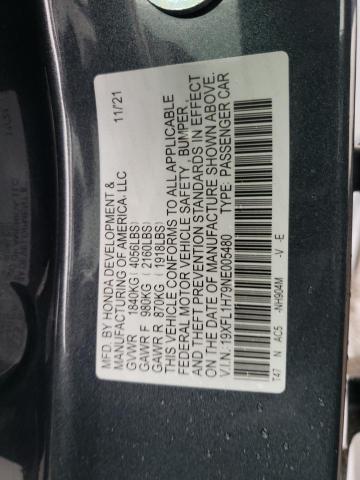 MFD. BY HONDA DEVELOPMENT &
MANUFACTURING OF AMERICA, LLC 11/'21
GVWR 1840KG (4056LBS)
GAWR F 980KG (2160LBS)
GAWR R 870KG (1918LBS)
THIS VEHICLE CONFORMS TO ALL APPLICABLE
FEDERAL MOTOR VEHICLE SAFETY, BUMPER,
AND THEFT PREVENTION STANDARDS IN EFFECT
ON THE DATE OF MANUFACTURE SHOWN ABOVE.
V.I.N. 19XFL1H79NE005480 TYPE: PASSENGER CAR
T47 N AC5 -NH904M -V -E